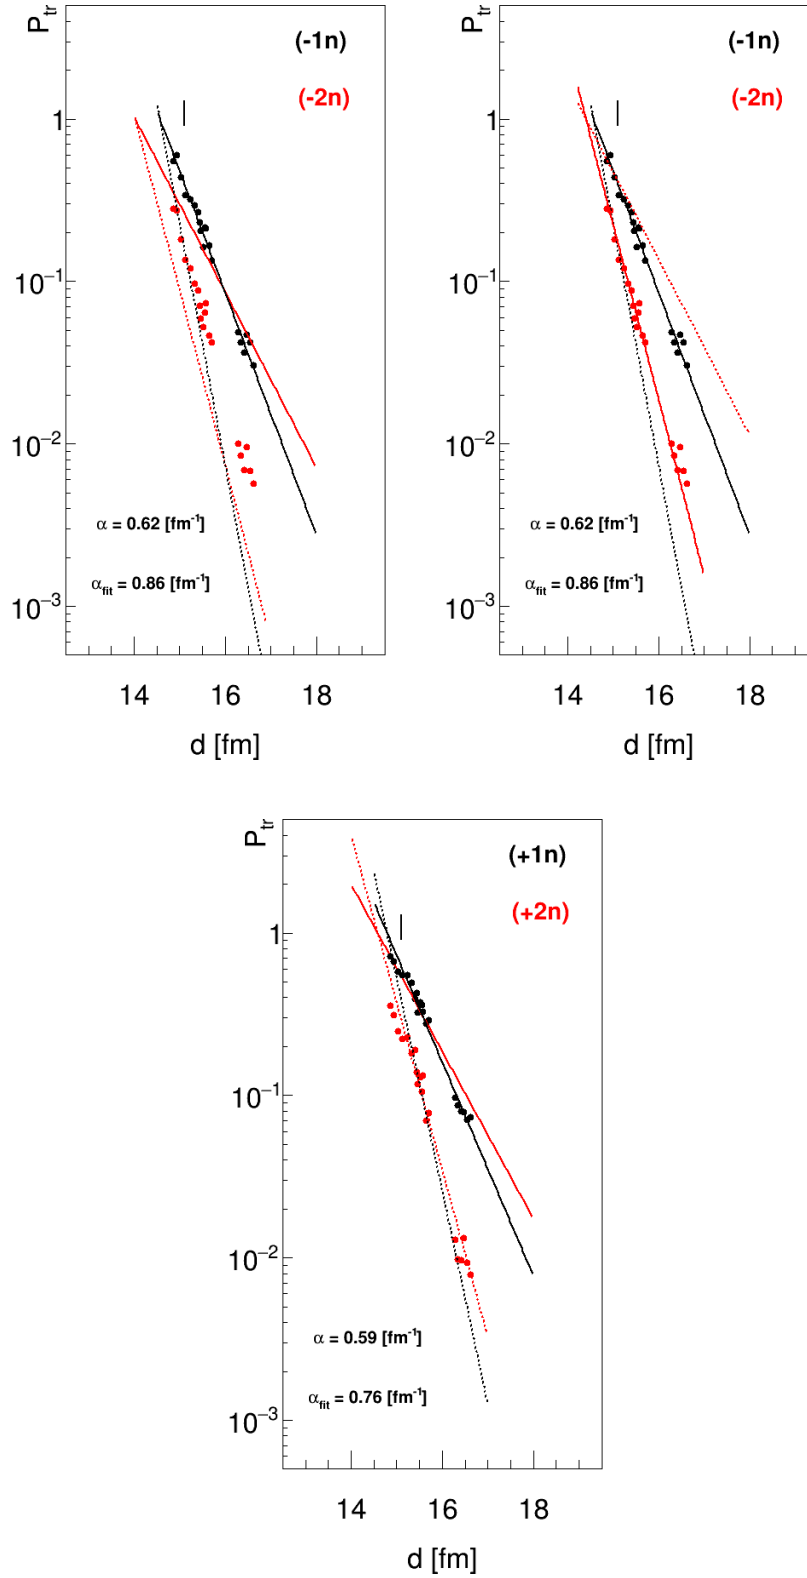 P_tr
(-1n)
(-2n)
1
10^−1
10^−2
10^−3
α = 0.62 [fm^-1]
α_fit = 0.86 [fm^-1]
14 16 18
d [fm]
P_tr
(-1n)
(-2n)
1
10^−1
10^−2
10^−3
α = 0.62 [fm^-1]
α_fit = 0.86 [fm^-1]
14 16 18
d [fm]
P_tr
(+1n)
(+2n)
1
10^−1
10^−2
10^−3
α = 0.59 [fm^-1]
α_fit = 0.76 [fm^-1]
14 16 18
d [fm]